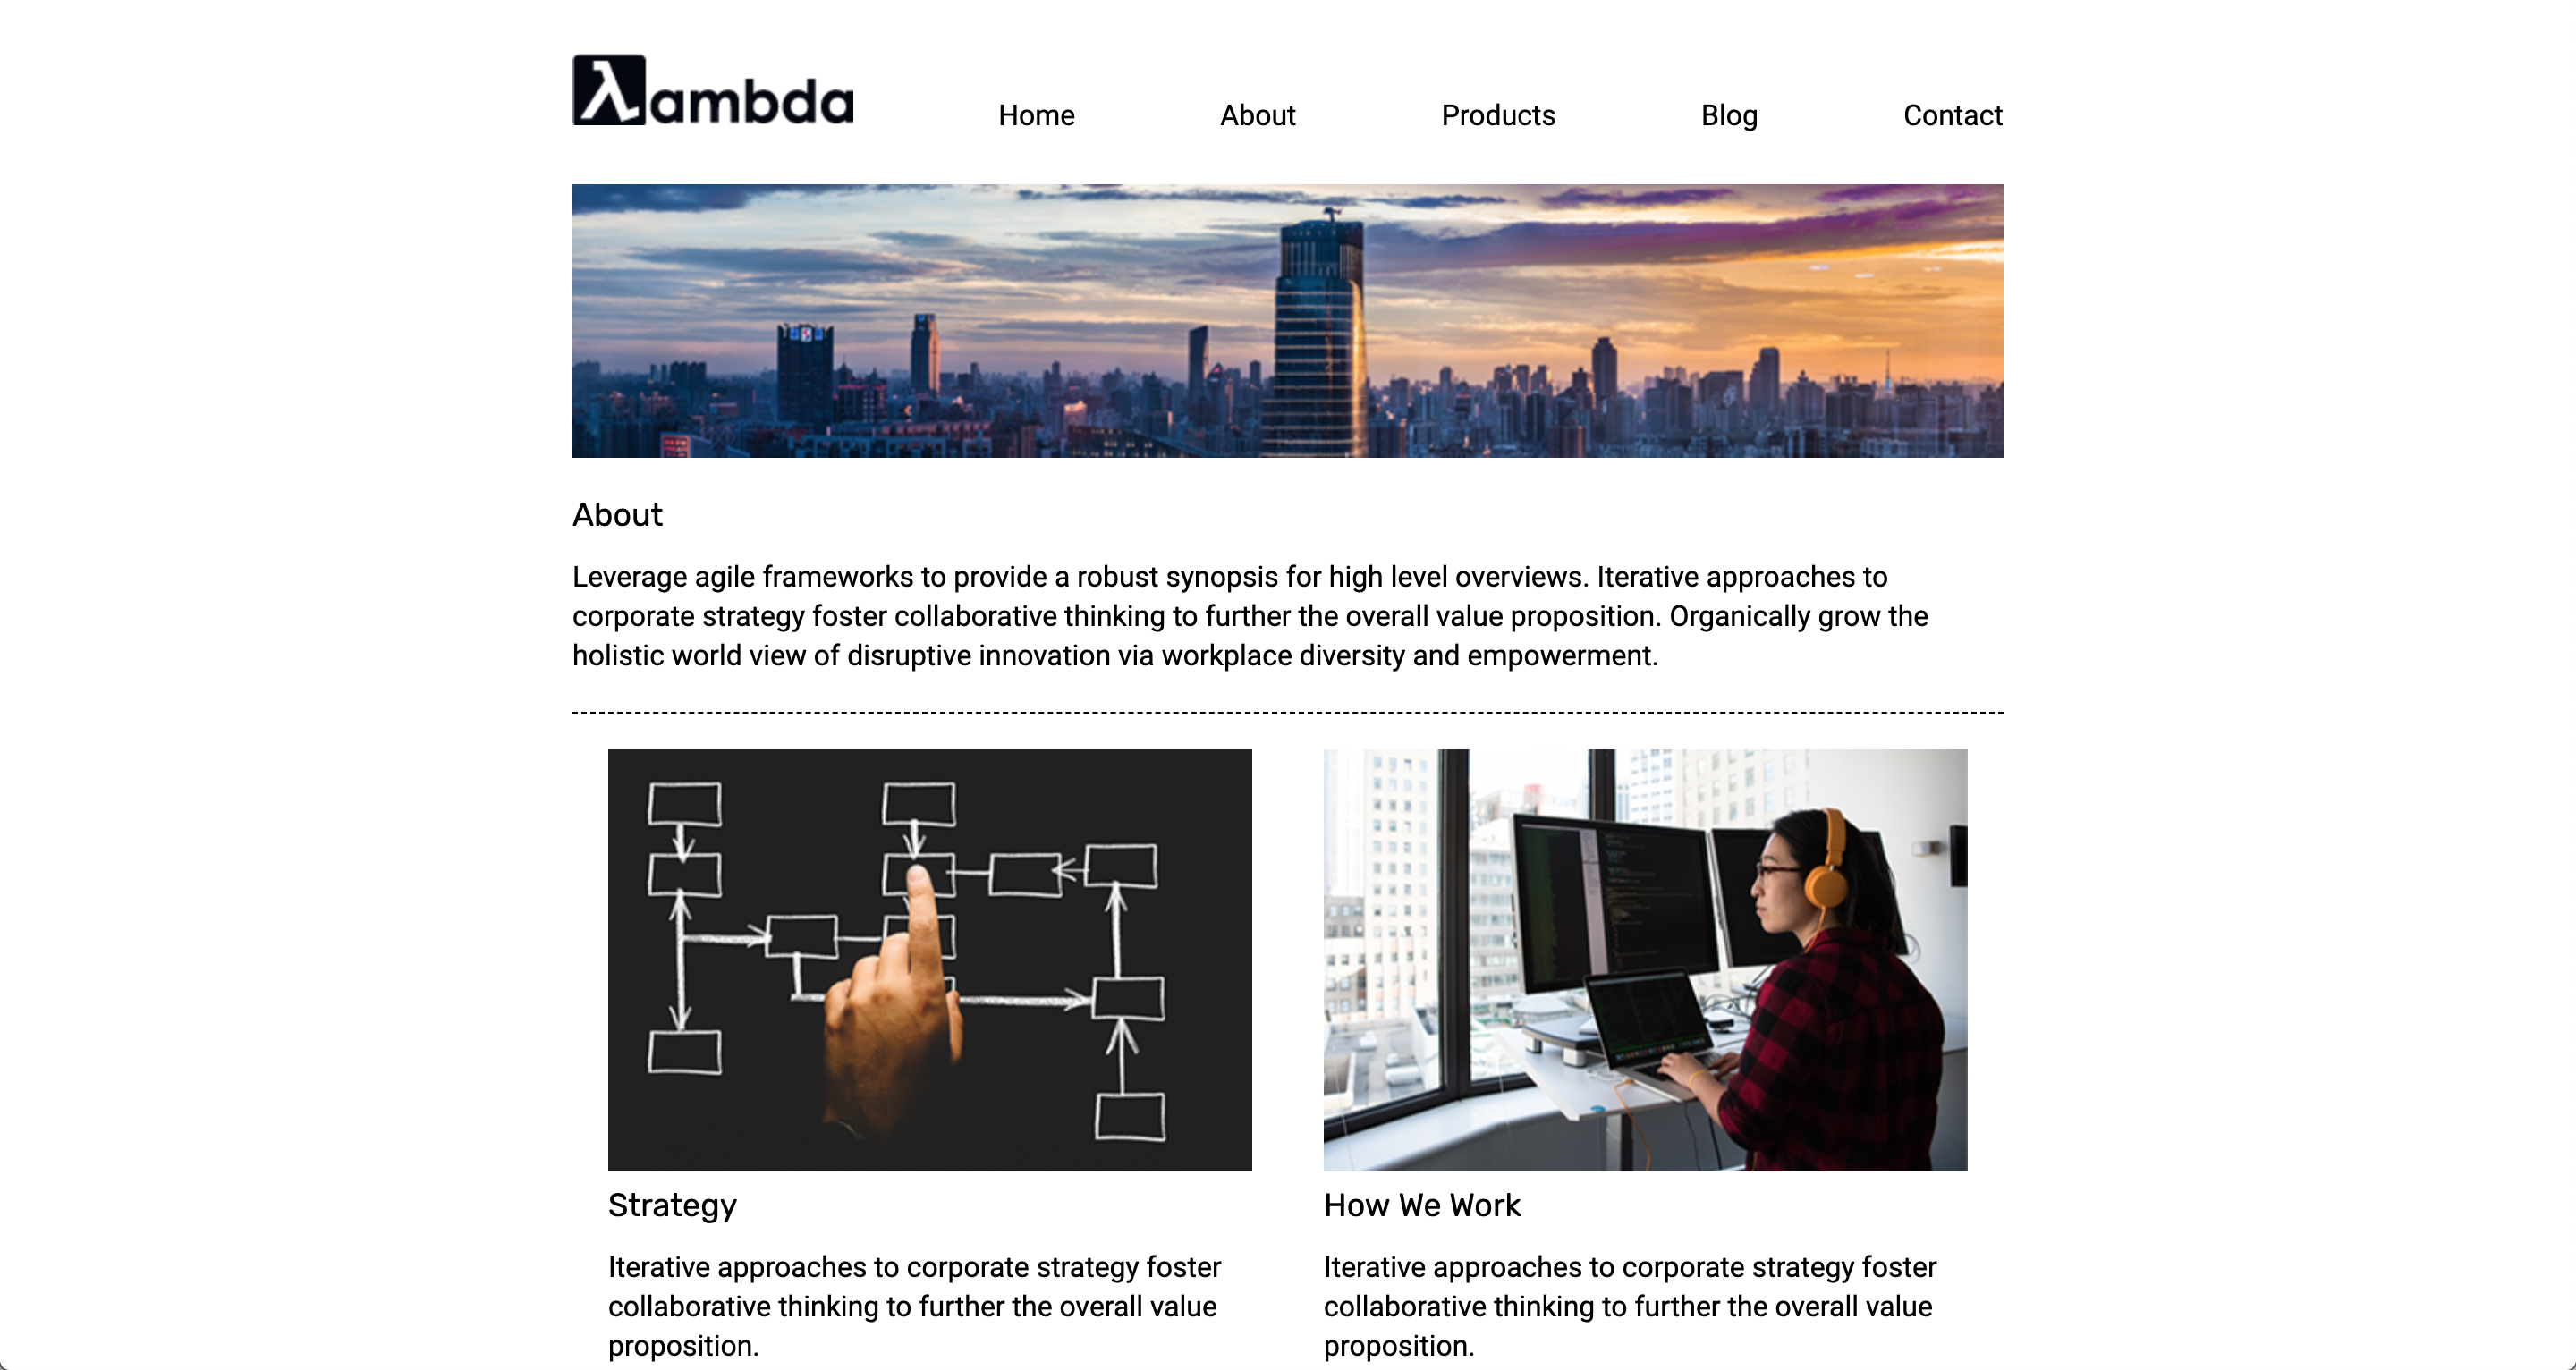 λambda
Home About Products Blog Contact
About
Leverage agile frameworks to provide a robust synopsis for high level overviews. Iterative approaches to
corporate strategy foster collaborative thinking to further the overall value proposition. Organically grow the
holistic world view of disruptive innovation via workplace diversity and empowerment.
Strategy
Iterative approaches to corporate strategy foster
collaborative thinking to further the overall value
proposition.
How We Work
Iterative approaches to corporate strategy foster
collaborative thinking to further the overall value
proposition.